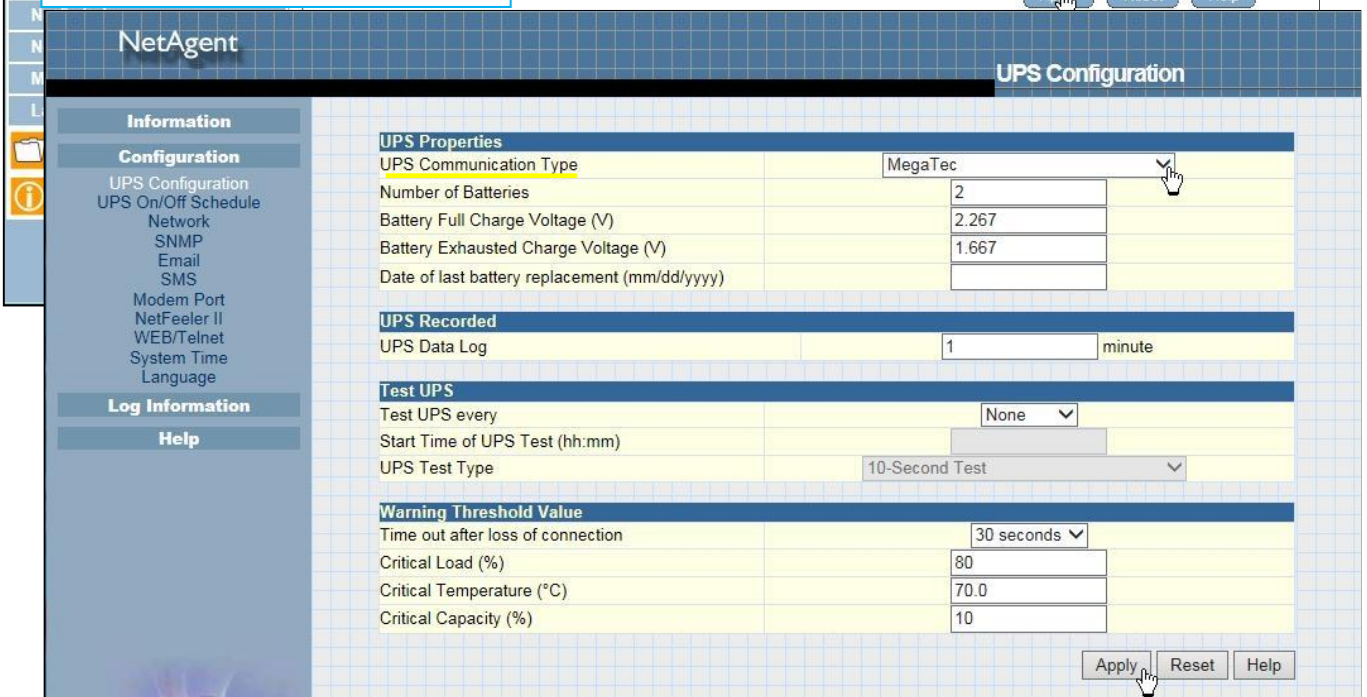 NetAgent
UPS Configuration
Information
Configuration
UPS Configuration
UPS On/Off Schedule
Network
SNMP
Email
SMS
Modem Port
NetFeeler II
WEB/Telnet
System Time
Language
Log Information
Help
UPS Properties
UPS Communication Type MegaTec
Number of Batteries 2
Battery Full Charge Voltage (V) 2.267
Battery Exhausted Charge Voltage (V) 1.667
Date of last battery replacement (mm/dd/yyyy)
UPS Recorded
UPS Data Log 1 minute
Test UPS
Test UPS every None
Start Time of UPS Test (hh:mm)
UPS Test Type 10-Second Test
Warning Threshold Value
Time out after loss of connection 30 seconds
Critical Load (%) 80
Critical Temperature (°C) 70.0
Critical Capacity (%) 10
Apply Reset Help